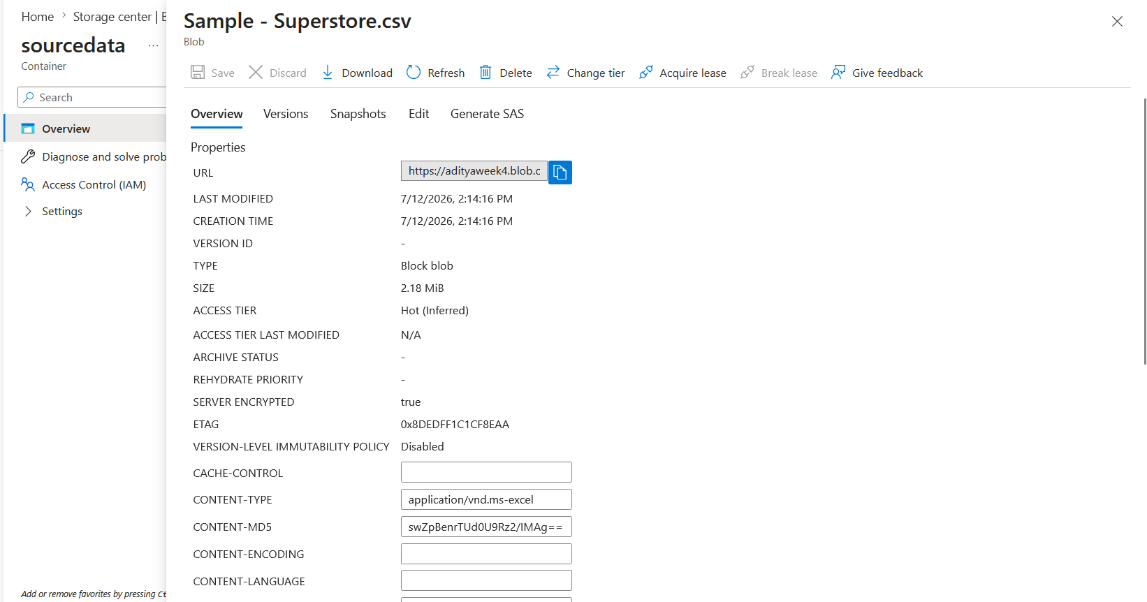 Home > Storage center |
sourcedata ...
Container
Search
Overview
Diagnose and solve prob
Access Control (IAM)
Settings
Add or remove favorites by pressing
Sample - Superstore.csv
Blob
Save Discard Download Refresh Delete Change tier Acquire lease Break lease Give feedback
Overview Versions Snapshots Edit Generate SAS
Properties
URL https://adityaweek4.blob.c
LAST MODIFIED 7/12/2026, 2:14:16 PM
CREATION TIME 7/12/2026, 2:14:16 PM
VERSION ID -
TYPE Block blob
SIZE 2.18 MiB
ACCESS TIER Hot (Inferred)
ACCESS TIER LAST MODIFIED N/A
ARCHIVE STATUS -
REHYDRATE PRIORITY -
SERVER ENCRYPTED true
ETAG 0x8DEDFF1C1CF8EAA
VERSION-LEVEL IMMUTABILITY POLICY Disabled
CACHE-CONTROL
CONTENT-TYPE application/vnd.ms-excel
CONTENT-MD5 swZpBenrTUd0U9Rz2/IMAg==
CONTENT-ENCODING
CONTENT-LANGUAGE